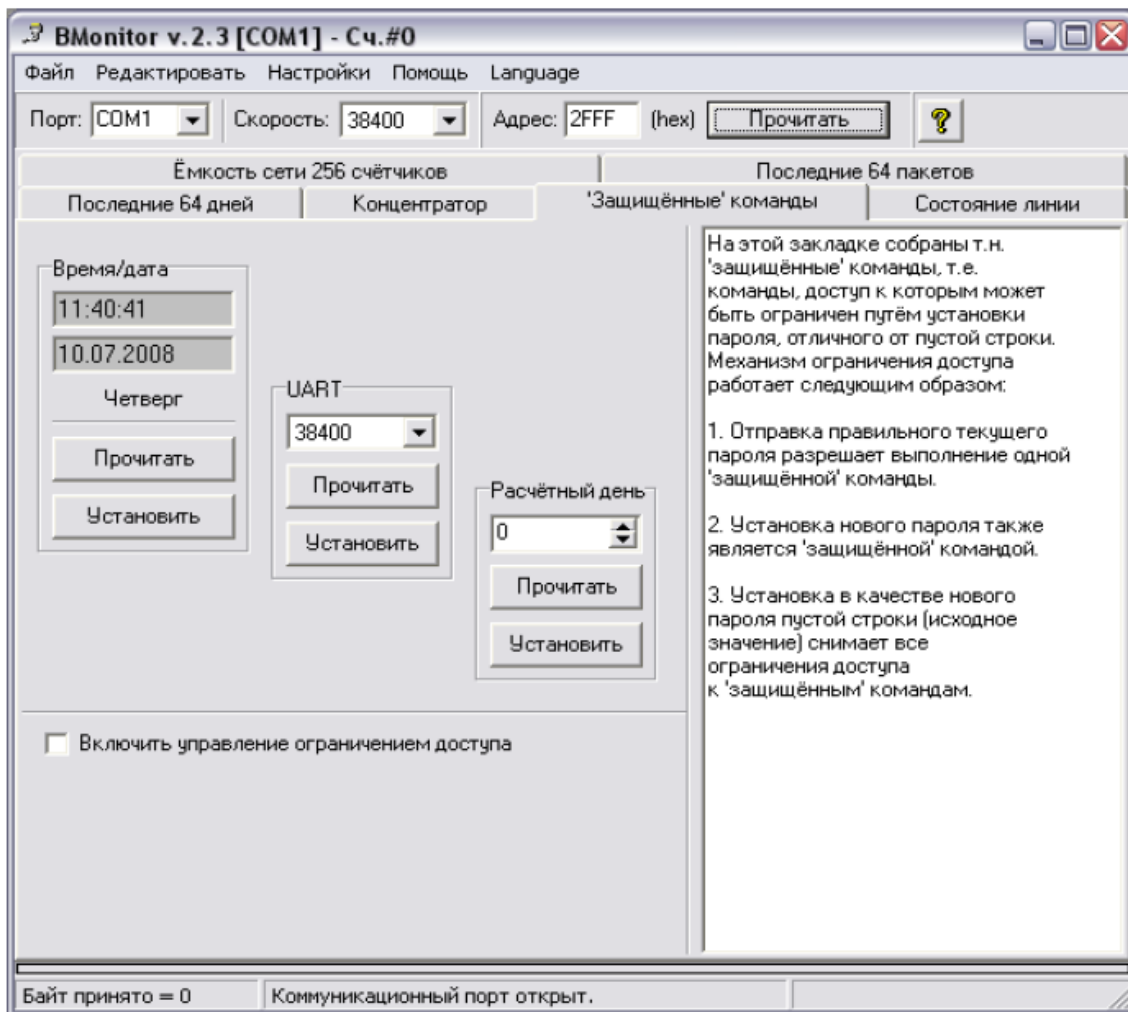 BMonitor v.2.3 [COM1] - Сч.#0
Файл Редактировать Настройки Помощь Language
Порт: COM1 Скорость: 38400 Адрес: 2FFF (hex) Прочитать ?
Ёмкость сети 256 счётчиков Последние 64 пакетов
Последние 64 дней Концентратор 'Защищённые' команды Состояние линии
Время/дата
11:40:41
10.07.2008
Четверг
Прочитать
Установить
UART
38400
Прочитать
Установить
Расчётный день
0
Прочитать
Установить
Включить управление ограничением доступа
На этой закладке собраны т.н.
'защищённые' команды, т.е.
команды, доступ к которым может
быть ограничен путём установки
пароля, отличного от пустой строки.
Механизм ограничения доступа
работает следующим образом:
1. Отправка правильного текущего
пароля разрешает выполнение одной
'защищённой' команды.
2. Установка нового пароля также
является 'защищённой' командой.
3. Установка в качестве нового
пароля пустой строки (исходное
значение) снимает все
ограничения доступа
к 'защищённым' командам.
Байт принято = 0 Коммуникационный порт открыт.